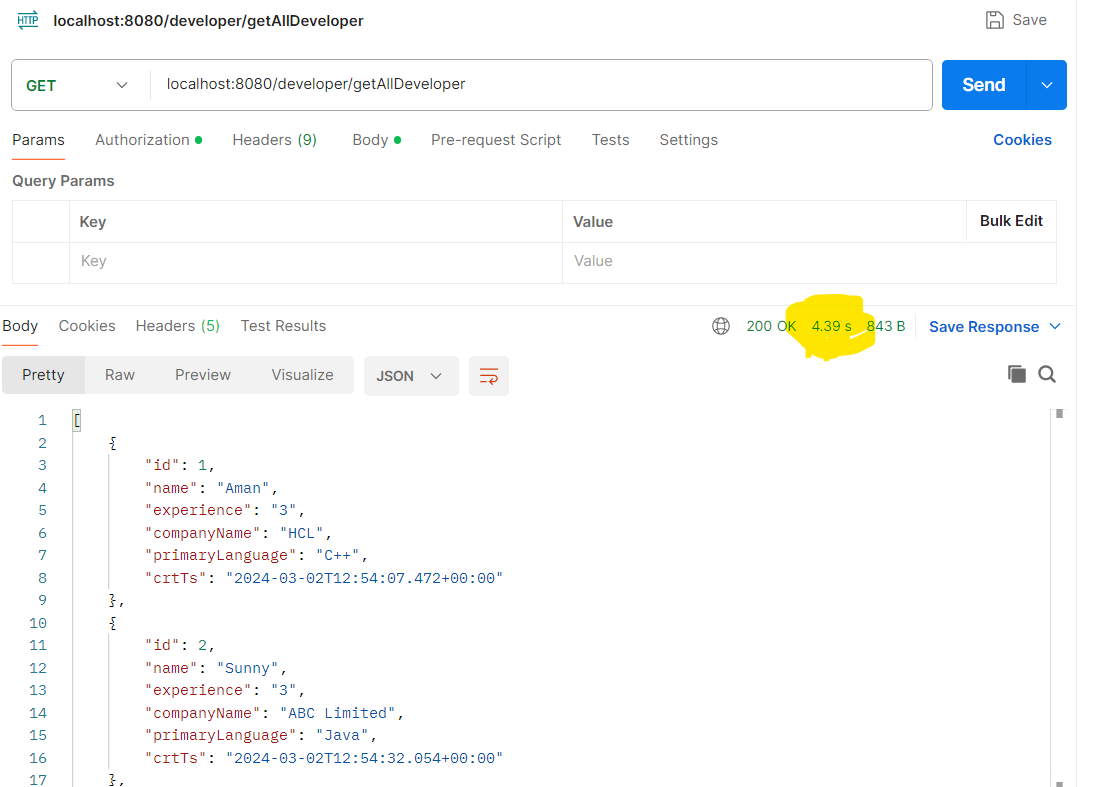 HTTP localhost:8080/developer/getAllDeveloper Save
GET localhost:8080/developer/getAllDeveloper Send
Params Authorization Headers (9) Body Pre-request Script Tests Settings Cookies
Query Params
Key Value Bulk Edit
Key Value
Body Cookies Headers (5) Test Results 200 OK 4.39 s 843 B Save Response
Pretty Raw Preview Visualize JSON
1 [
2 {
3 "id": 1,
4 "name": "Aman",
5 "experience": "3",
6 "companyName": "HCL",
7 "primaryLanguage": "C++",
8 "crtTs": "2024-03-02T12:54:07.472+00:00"
9 },
10 {
11 "id": 2,
12 "name": "Sunny",
13 "experience": "3",
14 "companyName": "ABC Limited",
15 "primaryLanguage": "Java",
16 "crtTs": "2024-03-02T12:54:32.054+00:00"
17 },